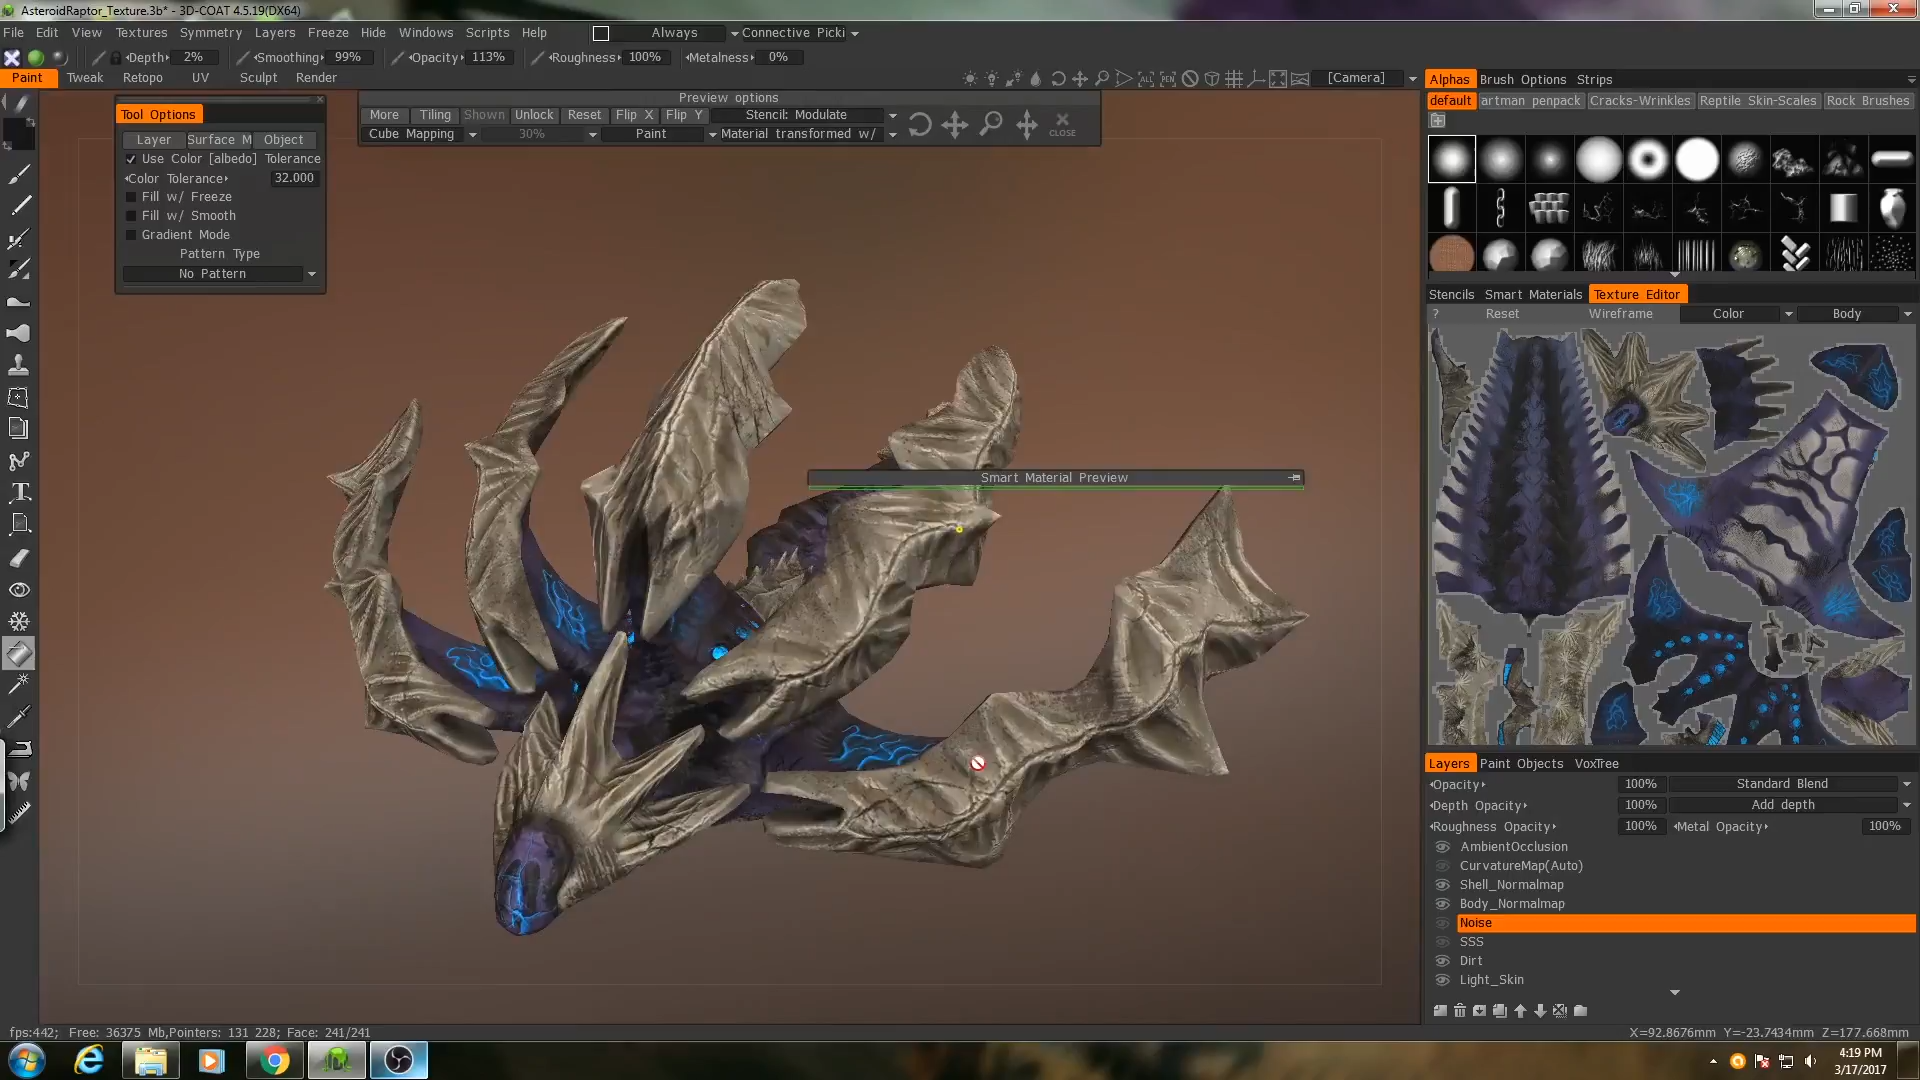 AsteroidRaptor_Texture.3b* - 3D-COAT 4.5.19(DX64)
File Edit View Textures Symmetry Layers Freeze Hide Windows Scripts Help Always Connective Picki
Depth: 2% Smoothing: 99% Opacity: 113% Roughness: 100% Metalness: 0%
Paint Tweak Retopo UV Sculpt Render [Camera]
Tool Options
Layer Surface M Object
Use Color [albedo] Tolerance
Color Tolerance 32.000
Fill w/ Freeze
Fill w/ Smooth
Gradient Mode
Pattern Type
No Pattern
Preview options
More Tiling Shown Unlock Reset Flip X Flip Y Stencil: Modulate
Cube Mapping 30% Paint Material transformed w/
CLOSE
Smart Material Preview
Alphas Brush Options Strips
default artman penpack Cracks-Wrinkles Reptile Skin-Scales Rock Brushes
Stencils Smart Materials Texture Editor
? Reset Wireframe Color Body
Layers Paint Objects VoxTree
Opacity 100% Standard Blend
Depth Opacity 100% Add depth
Roughness Opacity 100% Metal Opacity 100%
AmbientOcclusion
CurvatureMap(Auto)
Shell_Normalmap
Body_Normalmap
Noise
SSS
Dirt
Light_Skin
fps:442; Free: 36375 Mb,Pointers: 131 228; Face: 241/241
X=92.8676mm Y=-23.7434mm Z=177.668mm
4:19 PM
3/17/2017